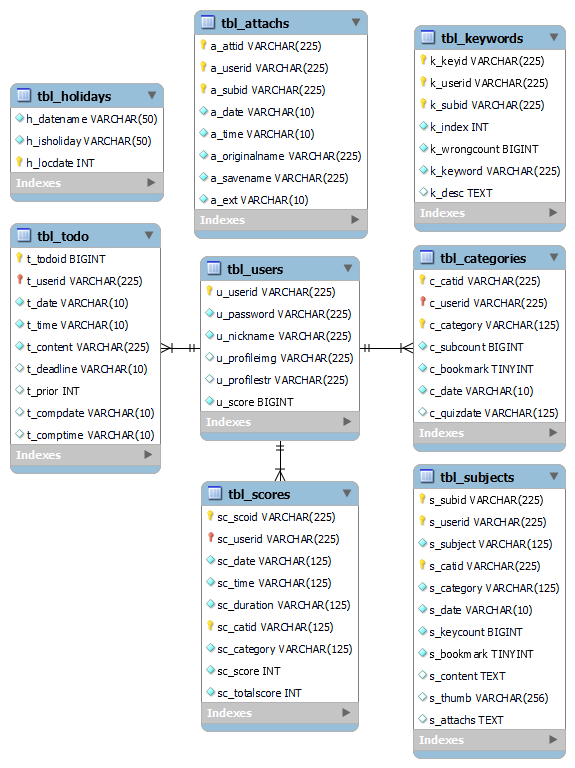 tbl_attachs
a_attid VARCHAR(225)
a_userid VARCHAR(225)
a_subid VARCHAR(225)
a_date VARCHAR(10)
a_time VARCHAR(10)
a_originalname VARCHAR(225)
a_savename VARCHAR(225)
a_ext VARCHAR(10)
Indexes
tbl_keywords
k_keyid VARCHAR(225)
k_userid VARCHAR(225)
k_subid VARCHAR(225)
k_index INT
k_wrongcount BIGINT
k_keyword VARCHAR(225)
k_desc TEXT
Indexes
tbl_holidays
h_datename VARCHAR(50)
h_isholiday VARCHAR(50)
h_locdate INT
Indexes
tbl_todo
t_todoid BIGINT
t_userid VARCHAR(225)
t_date VARCHAR(10)
t_time VARCHAR(10)
t_content VARCHAR(225)
t_deadline VARCHAR(10)
t_prior INT
t_compdate VARCHAR(10)
t_comptime VARCHAR(10)
Indexes
tbl_users
u_userid VARCHAR(225)
u_password VARCHAR(225)
u_nickname VARCHAR(225)
u_profileimg VARCHAR(225)
u_profilestr VARCHAR(225)
u_score BIGINT
Indexes
tbl_categories
c_catid VARCHAR(225)
c_userid VARCHAR(225)
c_category VARCHAR(125)
c_subcount BIGINT
c_bookmark TINYINT
c_date VARCHAR(10)
c_quizdate VARCHAR(125)
Indexes
tbl_scores
sc_scoid VARCHAR(225)
sc_userid VARCHAR(225)
sc_date VARCHAR(125)
sc_time VARCHAR(125)
sc_duration VARCHAR(125)
sc_catid VARCHAR(125)
sc_category VARCHAR(125)
sc_score INT
sc_totalscore INT
Indexes
tbl_subjects
s_subid VARCHAR(225)
s_userid VARCHAR(225)
s_subject VARCHAR(125)
s_catid VARCHAR(225)
s_category VARCHAR(125)
s_date VARCHAR(10)
s_keycount BIGINT
s_bookmark TINYINT
s_content TEXT
s_thumb VARCHAR(256)
s_attachs TEXT
Indexes